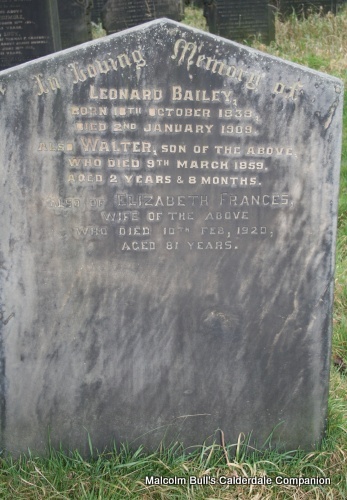 In Loving Memory of
LEONARD BAILEY,
BORN 18TH OCTOBER 1839,
DIED 2ND JANUARY 1909.
ALSO WALTER, SON OF THE ABOVE,
WHO DIED 9TH MARCH 1859.
AGED 2 YEARS & 8 MONTHS.
ALSO OF ELIZABETH FRANCES,
WIFE OF THE ABOVE
WHO DIED 10TH FEB, 1920,
AGED 81 YEARS.
Malcolm Bull's Calderdale Companion